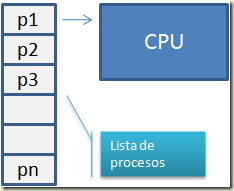 p1
CPU
p2
p3
Lista de
procesos
pn